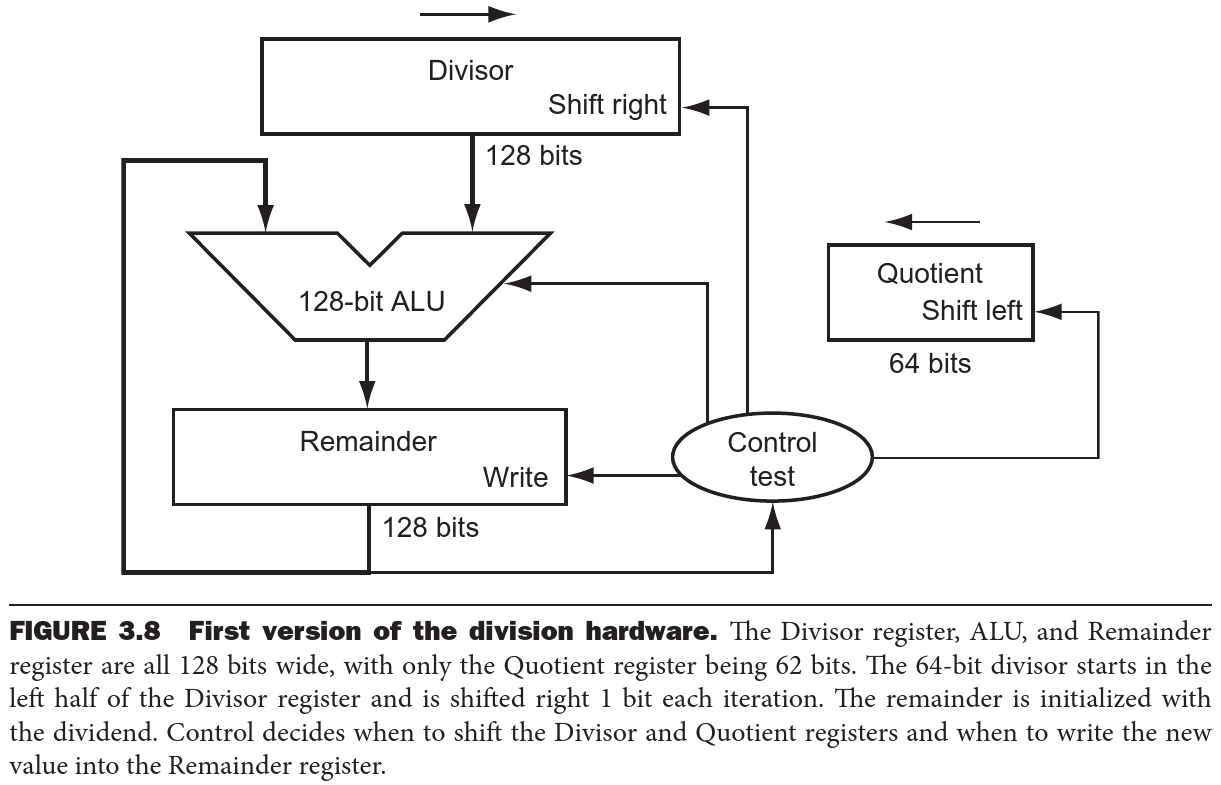 Divisor
Shift right
128 bits
128-bit ALU
Quotient
Shift left
64 bits
Remainder
Write
Control
test
128 bits
FIGURE 3.8 First version of the division hardware. The Divisor register, ALU, and Remainder
register are all 128 bits wide, with only the Quotient register being 62 bits. The 64-bit divisor starts in the
left half of the Divisor register and is shifted right 1 bit each iteration. The remainder is initialized with
the dividend. Control decides when to shift the Divisor and Quotient registers and when to write the new
value into the Remainder register.